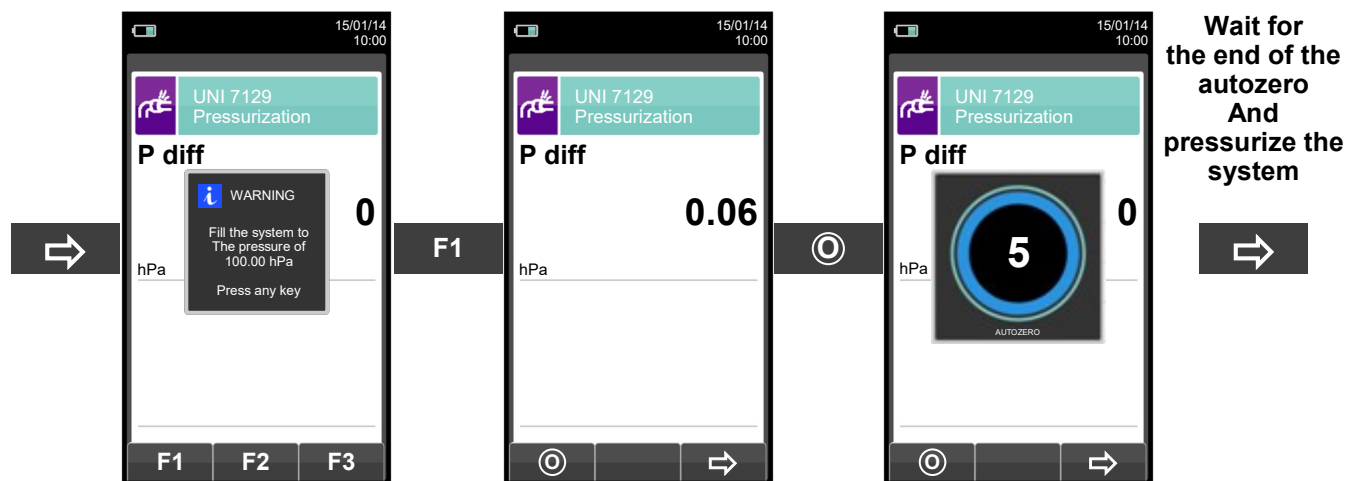 15/01/14
10:00
UNI 7129
Pressurization
P diff
i WARNING
0
Fill the system to
The pressure of
100.00 hPa
Press any key
hPa
F1 F2 F3
F1
15/01/14
10:00
UNI 7129
Pressurization
P diff
0.06
hPa
15/01/14
10:00
UNI 7129
Pressurization
P diff
0
5
hPa
AUTOZERO
Wait for
the end of the
autozero
And
pressurize the
system